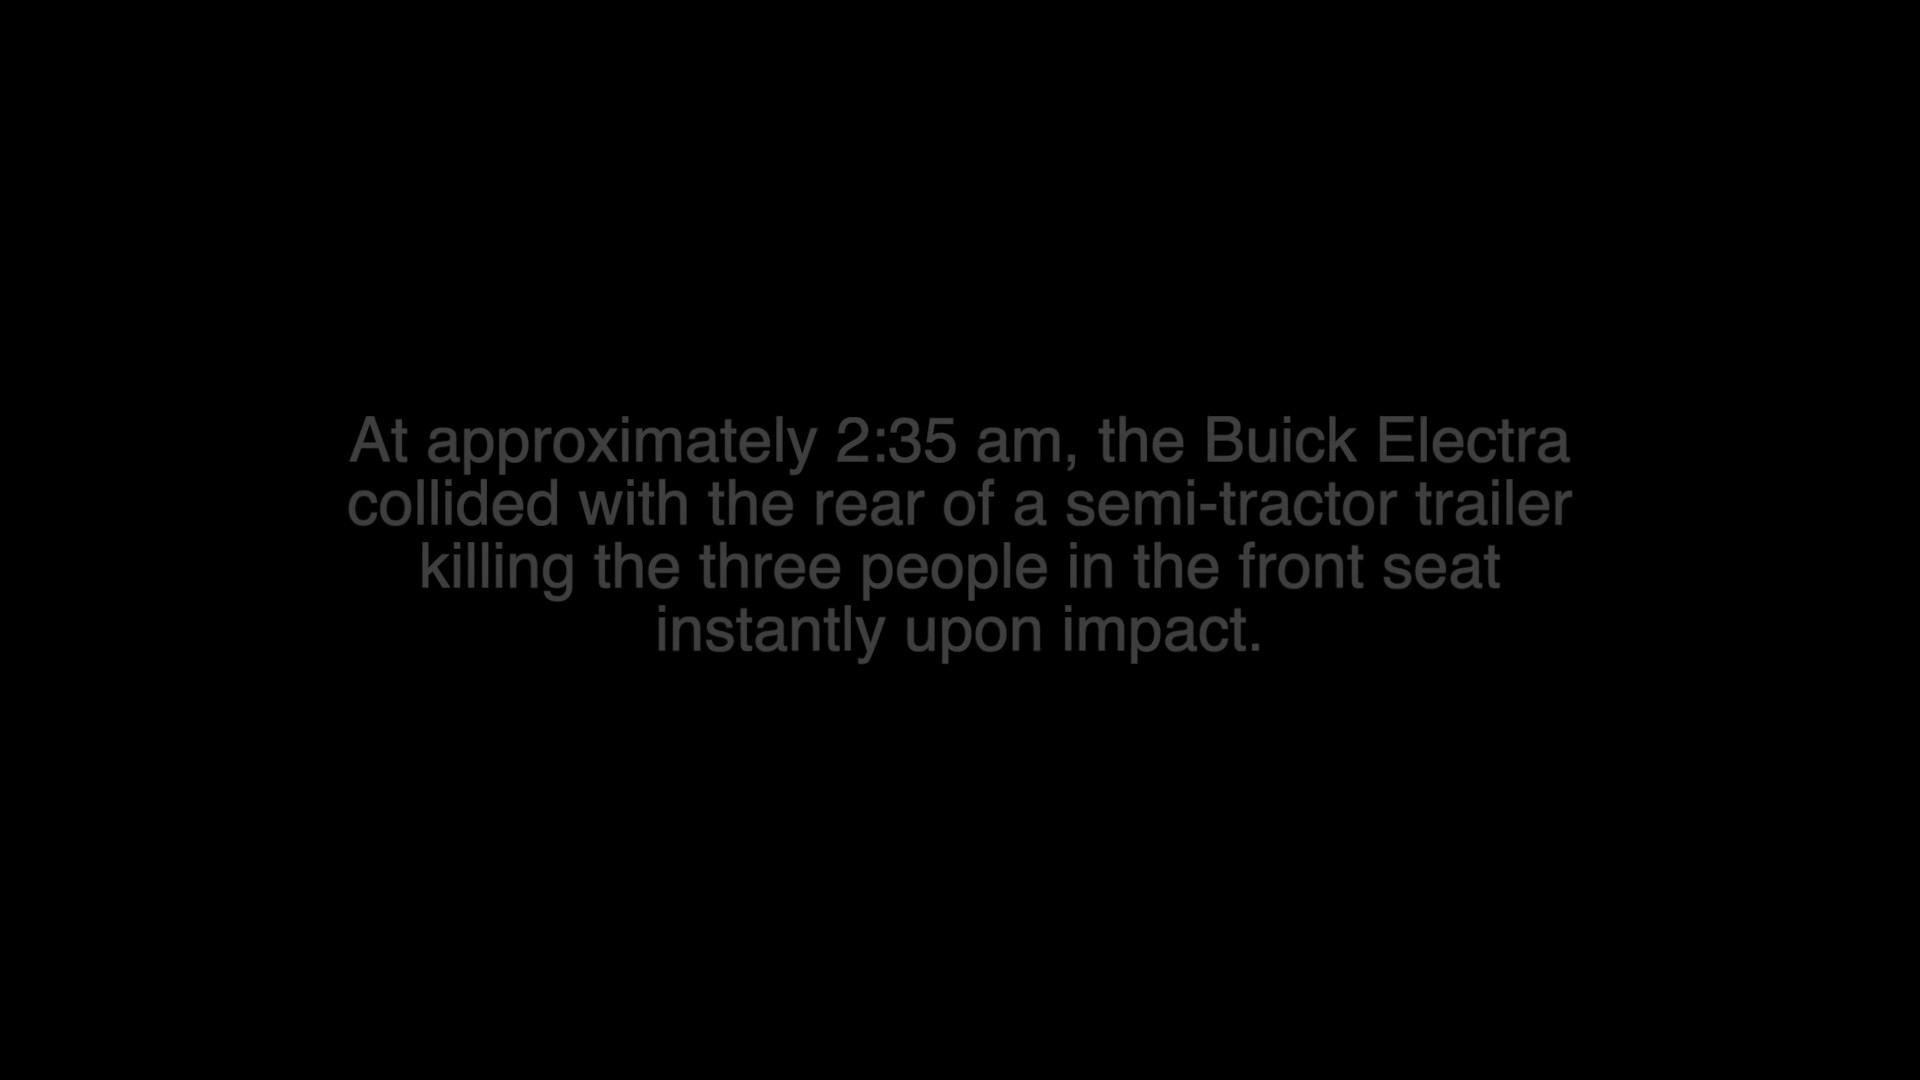 At approximately 2:35 am, the Buick Electra
collided with the rear of a semi-tractor trailer
killing the three people in the front seat
instantly upon impact.